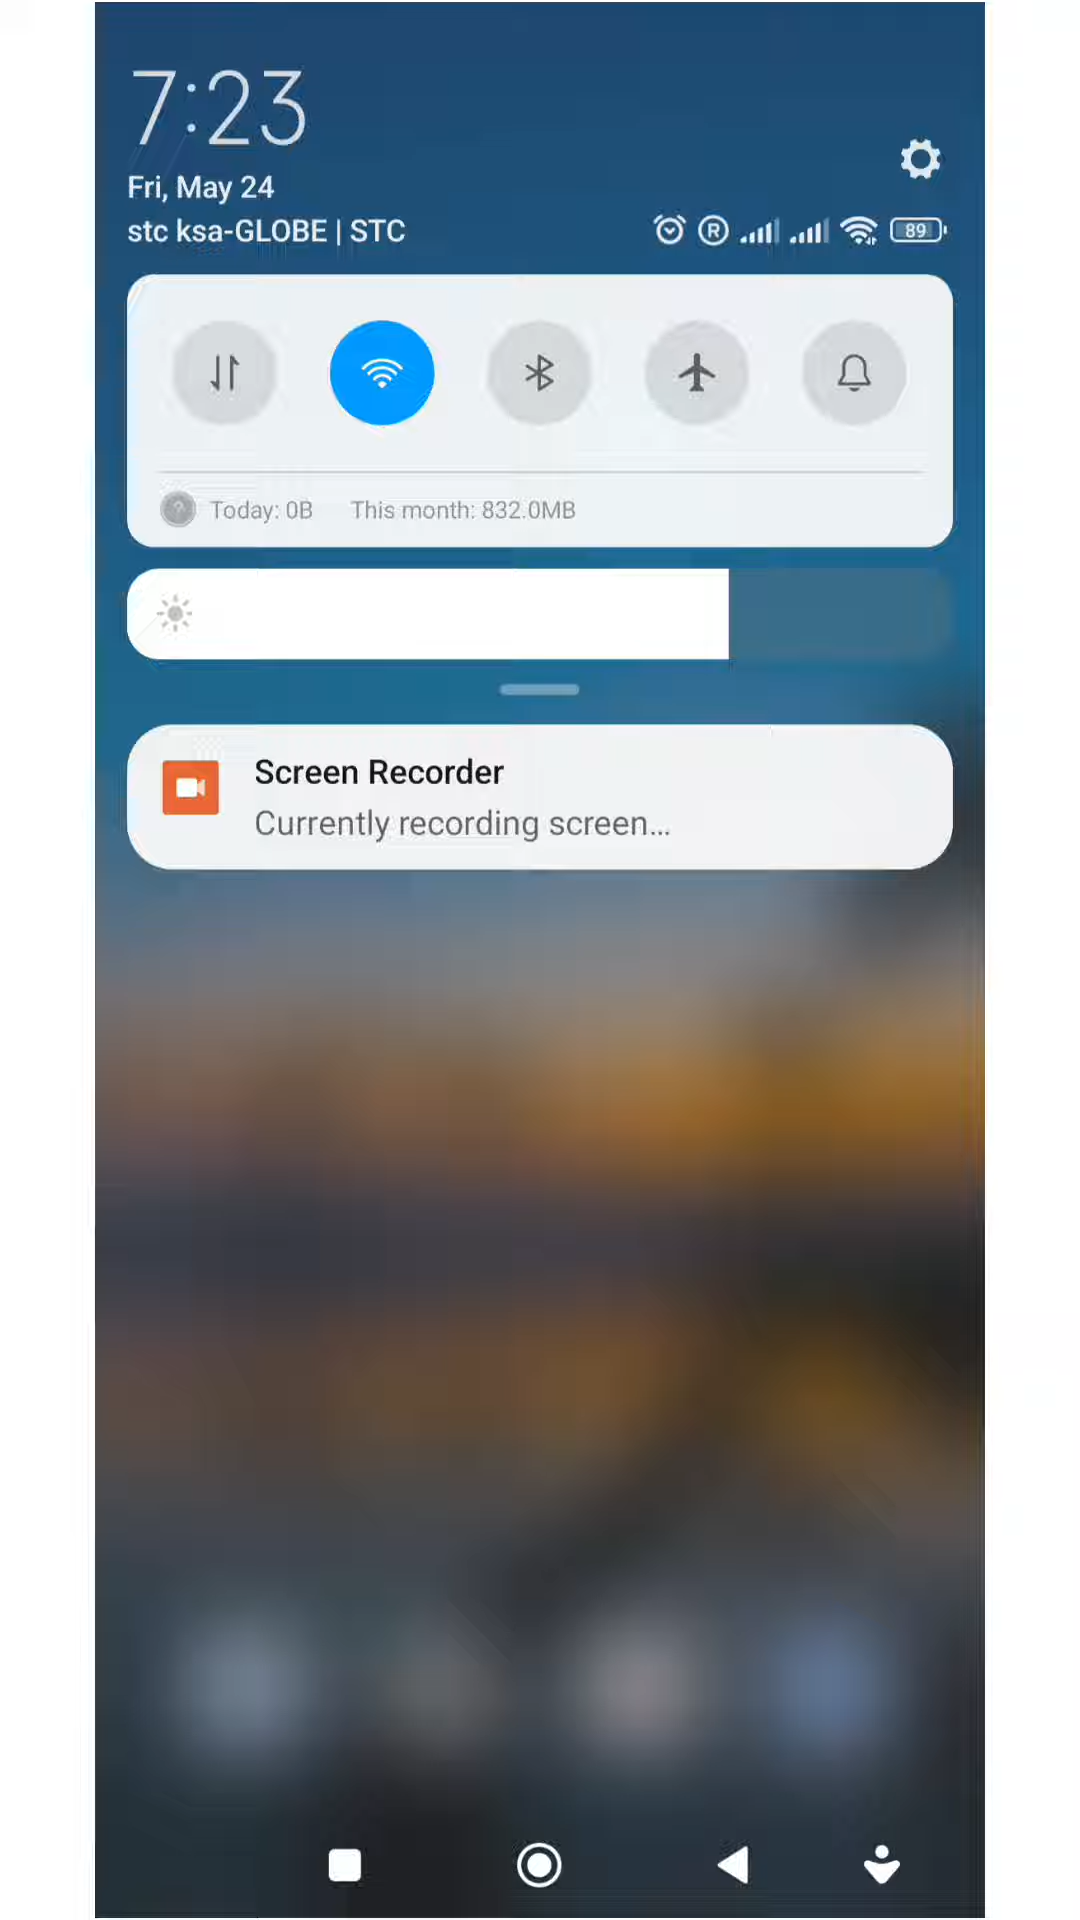 7:23
Fri, May 24
stc ksa-GLOBE | STC
R
89
Today: 0B This month: 832.0MB
Screen Recorder
Currently recording screen...